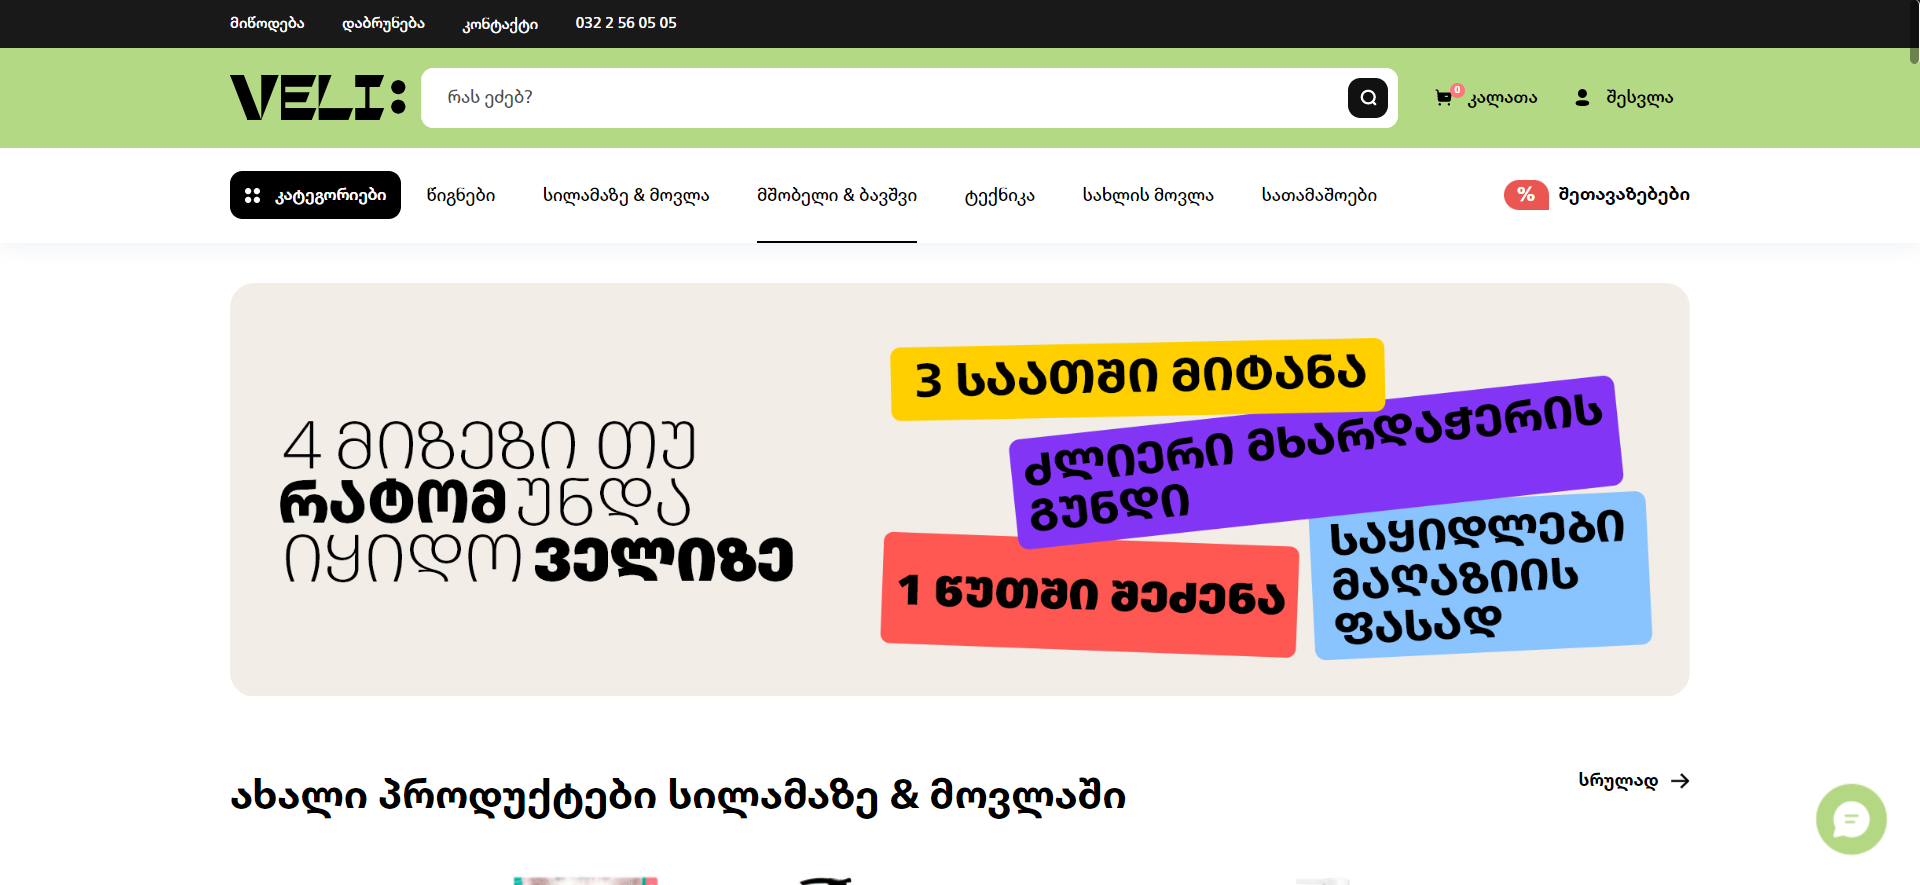 მიწოდება დაბრუნება კონტაქტი 032 2 56 05 05
VELI:
რას ეძებ?
0
კალათა
შესვლა
კატეგორიები წიგნები სილამაზე & მოვლა მშობელი & ბავშვი ტექნიკა სახლის მოვლა სათამაშოები % შეთავაზებები
4 მიზეზი თუ
რატომ უნდა
იყიდო ველიზე
3 საათში მიტანა
ძლიერი მხარდაჭერის
გუნდი
1 წუთში შეძენა
საყიდლები
მაღაზიის
ფასად
ახალი პროდუქტები სილამაზე & მოვლაში
სრულად